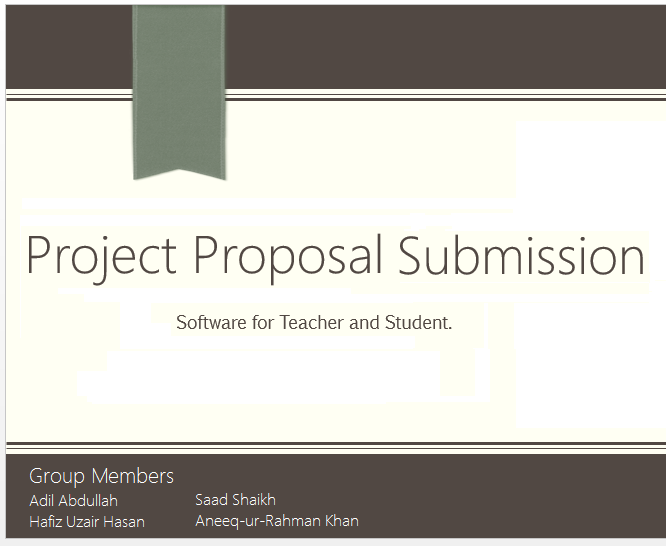 Project Proposal Submission
Software for Teacher and Student.
Group Members
Adil Abdullah
Hafiz Uzair Hasan
Saad Shaikh
Aneeq-ur-Rahman Khan